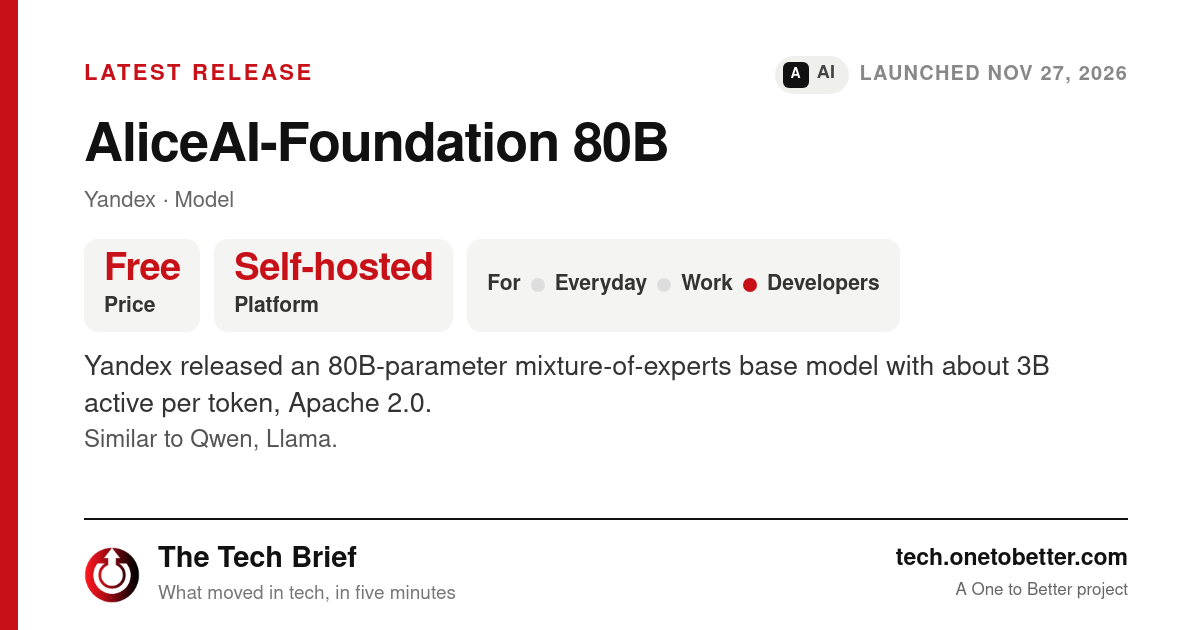 LATEST RELEASE
A AI LAUNCHED NOV 27, 2026
AliceAI-Foundation 80B
Yandex · Model
Free
Price
Self-hosted
Platform
For Everyday Work Developers
Yandex released an 80B-parameter mixture-of-experts base model with about 3B
active per token, Apache 2.0.
Similar to Qwen, Llama.
The Tech Brief
What moved in tech, in five minutes
tech.onetobetter.com
A One to Better project